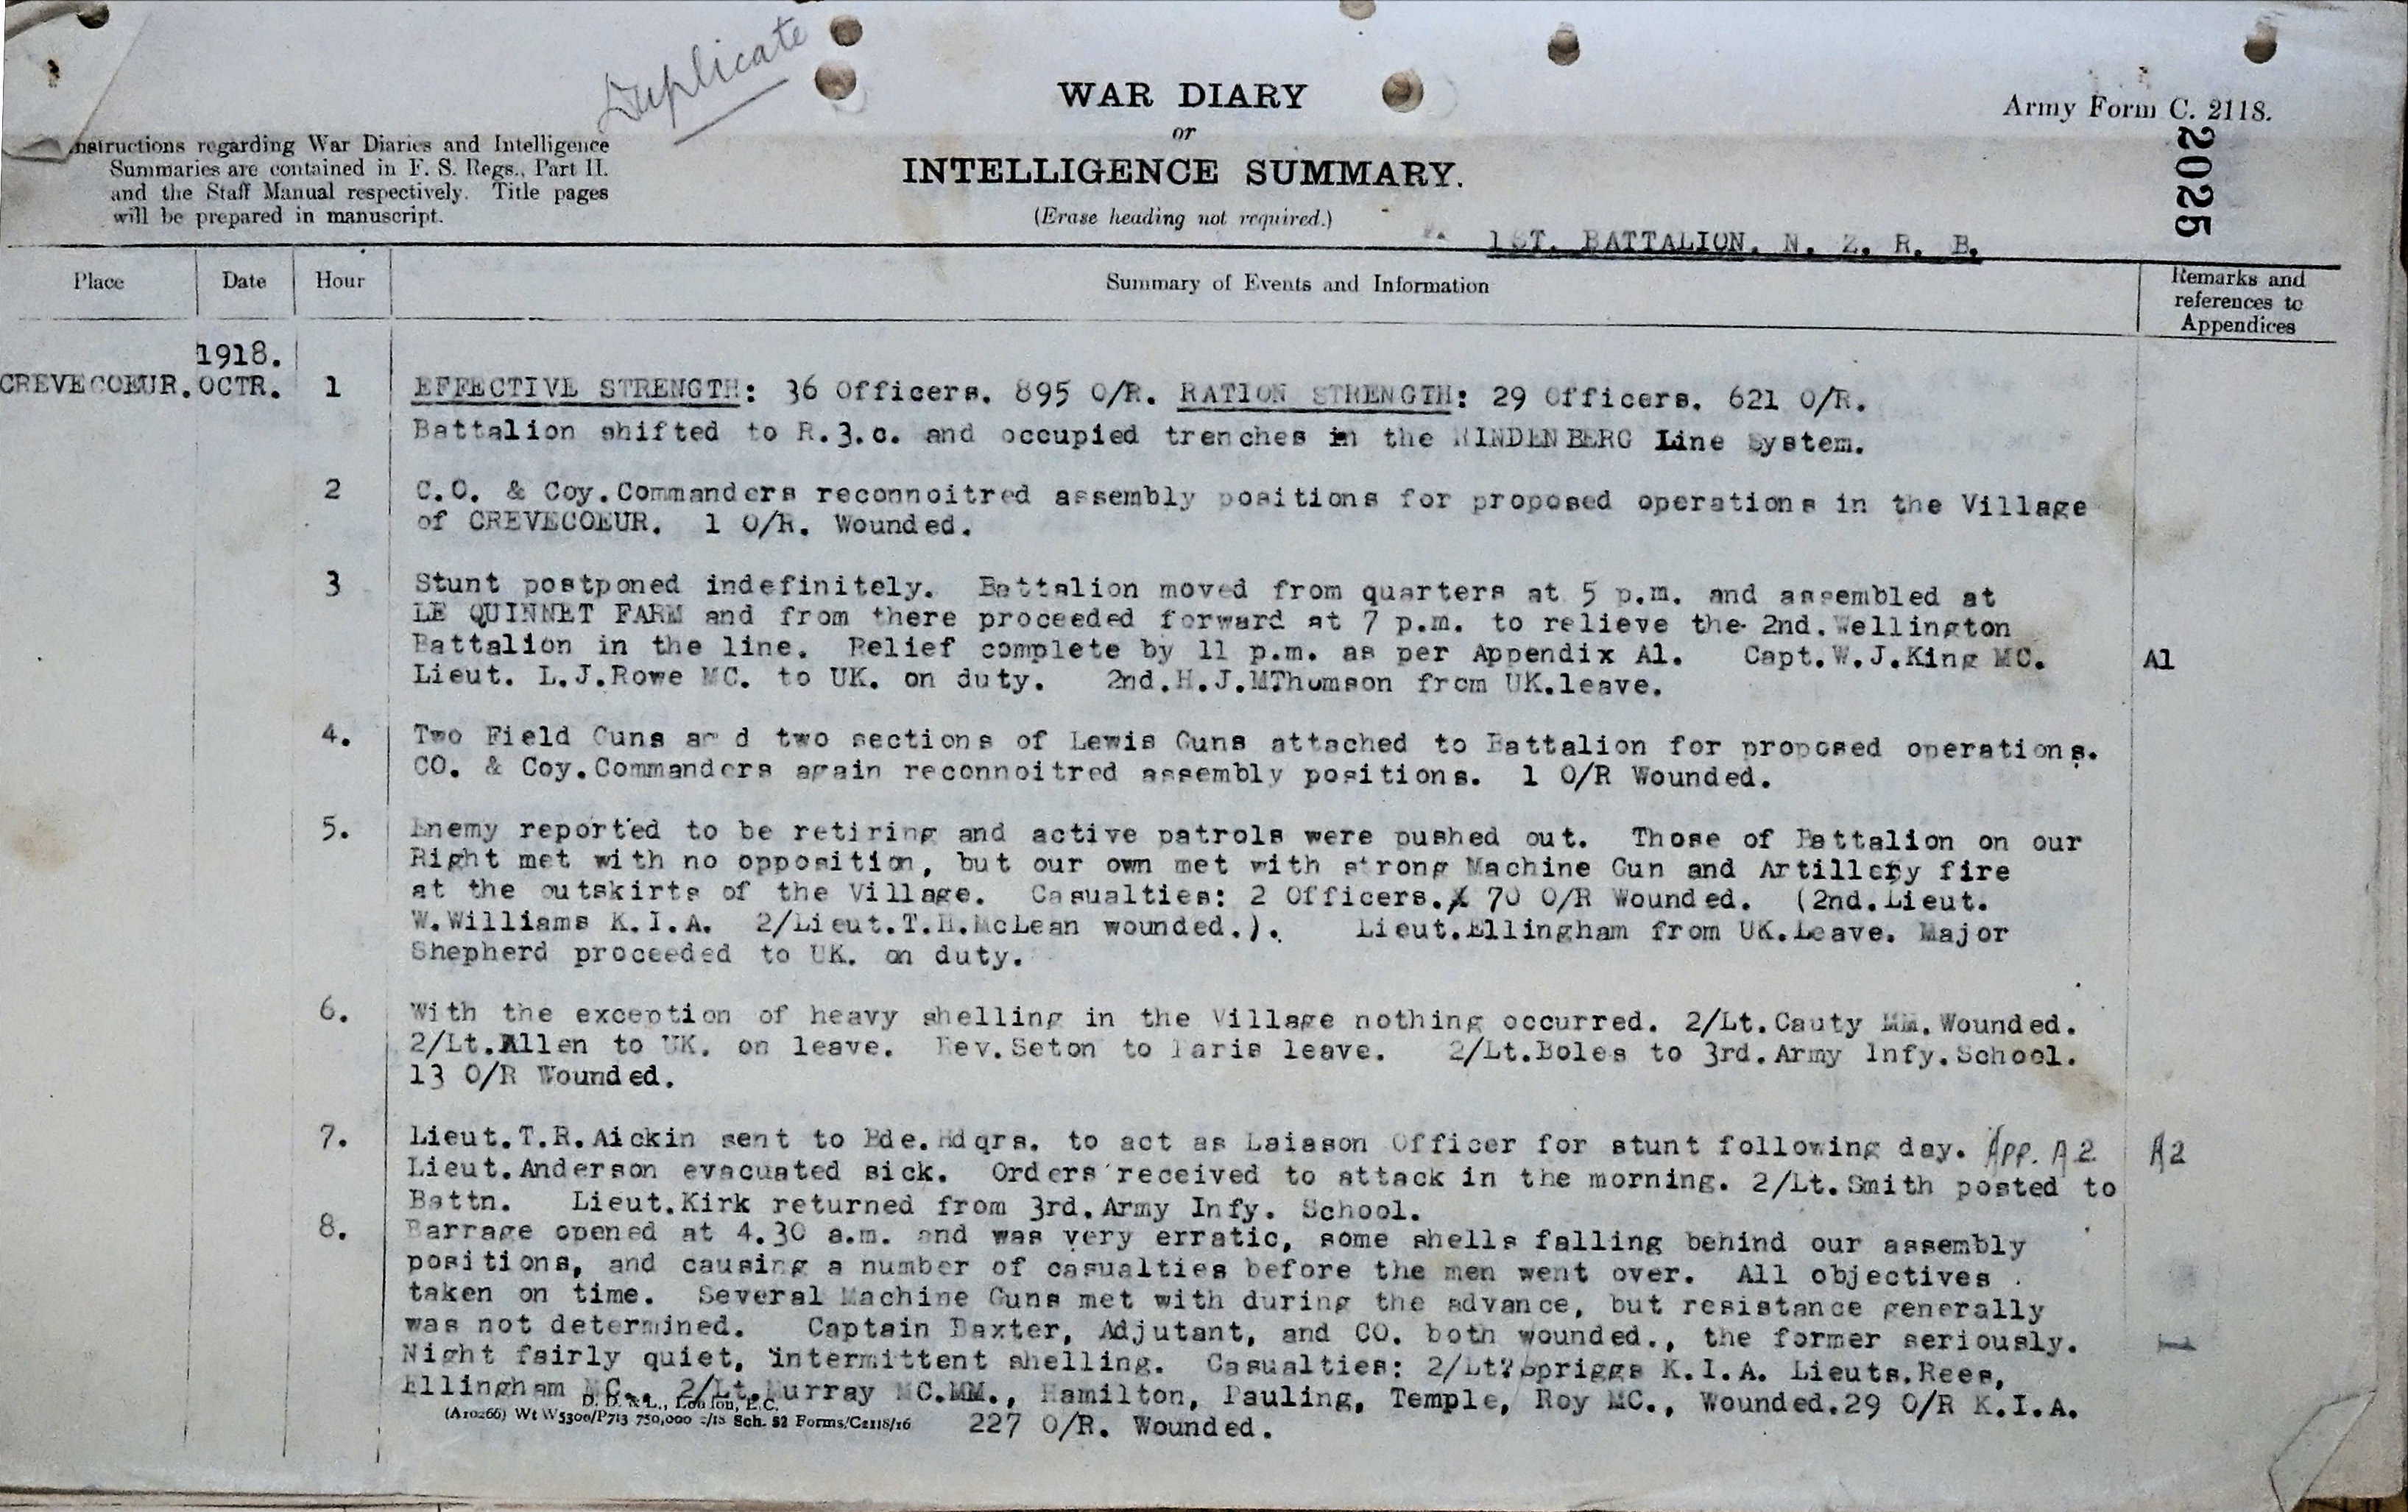 Duplicate
WAR DIARY
or
INTELLIGENCE SUMMARY.
(Erase heading not required.)
Army Form C. 2118.
2025
nstructions regarding War Diaries and Intelligence
Summaries are contained in F. S. Regs., Part II.
and the Staff Manual respectively. Title pages
will be prepared in manuscript.
1ST. BATTALION. N. Z. R. B.
Place Date Hour Summary of Events and Information Remarks and
references to
Appendices
1918.
CREVECOEUR. OCTR. 1 EFFECTIVE STRENGTH: 36 Officers. 895 O/R. RATION STRENGTH: 29 Officers. 621 O/R.
Battalion shifted to R.3.c. and occupied trenches in the HINDENBERG Line System.
2 C.O. & Coy.Commanders reconnoitred assembly positions for proposed operations in the Village
of CREVECOEUR. 1 O/R. Wounded.
3 Stunt postponed indefinitely. Battalion moved from quarters at 5 p.m. and assembled at
LE QUINNET FARM and from there proceeded forward at 7 p.m. to relieve the 2nd.Wellington
Battalion in the line. Relief complete by 11 p.m. as per Appendix A1. Capt.W.J.King MC. A1
Lieut. L.J.Rowe MC. to UK. on duty. 2nd.H.J.MThomson from UK.leave.
4. Two Field Guns and two sections of Lewis Guns attached to Battalion for proposed operations.
CO. & Coy.Commanders again reconnoitred assembly positions. 1 O/R Wounded.
5. Enemy reported to be retiring and active patrols were pushed out. Those of Battalion on our
Right met with no opposition, but our own met with strong Machine Gun and Artillery fire
at the outskirts of the Village. Casualties: 2 Officers. 70 O/R Wounded. (2nd.Lieut.
W.Williams K.I.A. 2/Lieut.T.H.McLean wounded.). Lieut.Ellingham from UK.Leave. Major
Shepherd proceeded to UK. on duty.
6. With the exception of heavy shelling in the Village nothing occurred. 2/Lt.Cauty MM.Wounded.
2/Lt.Allen to UK. on leave. Rev.Seton to Paris leave. 2/Lt.Boles to 3rd.Army Infy.School.
13 O/R Wounded.
7. Lieut.T.R.Aickin sent to Bde.Hdqrs. to act as Laiason Officer for stunt following day. App. A2 A2
Lieut.Anderson evacuated sick. Orders received to attack in the morning. 2/Lt.Smith posted to
Battn. Lieut.Kirk returned from 3rd.Army Infy. School.
8. Barrage opened at 4.30 a.m. and was very erratic, some shells falling behind our assembly
positions, and causing a number of casualties before the men went over. All objectives
taken on time. Several Machine Guns met with during the advance, but resistance generally
was not determined. Captain Baxter, Adjutant, and CO. both wounded., the former seriously.
Night fairly quiet, intermittent shelling. Casualties: 2/Lt?Spriggs K.I.A. Lieuts.Rees,
Ellingham MC., 2/Lt.Murray MC.MM., Hamilton, Pauling, Temple, Roy MC., Wounded.29 O/R K.I.A.
D. D. & L., London, E.C.
(A10266) Wt W5300/P713 750,000 Sch. 52 Forms/C2118/16
227 O/R. Wounded.